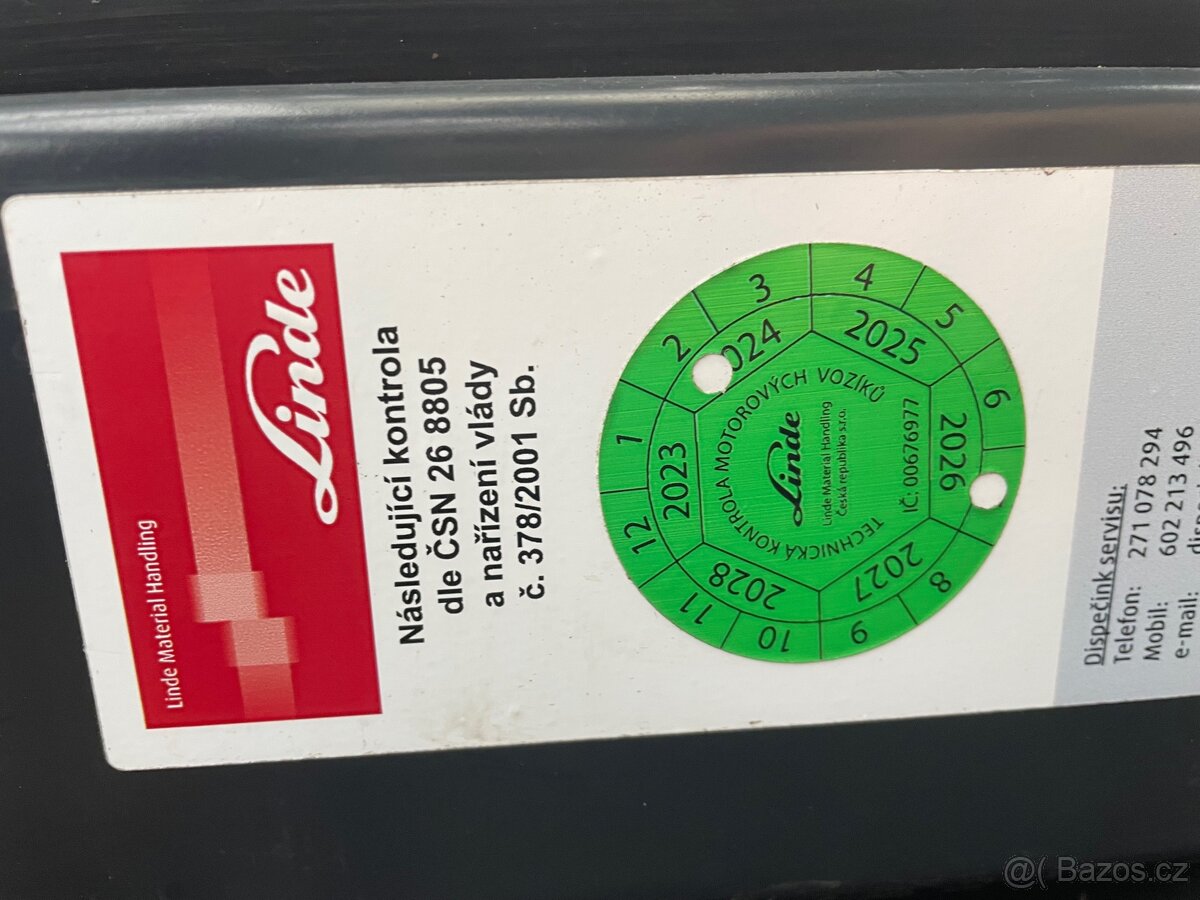 Linde Material Handling
Linde
Následující kontrola
dle ČSN 26 8805
a nařízení vlády
č. 378/2001 Sb.
1
2
3
4
5
6
8
9
10
11
12
2023
2025
2026
2027
2028
TECHNICKÁ KONTROLA MOTOROVÝCH VOZÍKŮ
Linde
Linde Material Handling
Česká republika s.r.o.
IČ: 00676977
Dispečink servisu:
Telefon: 271 078 294
Mobil: 602 213 496
e-mail:
@( Bazos.cz